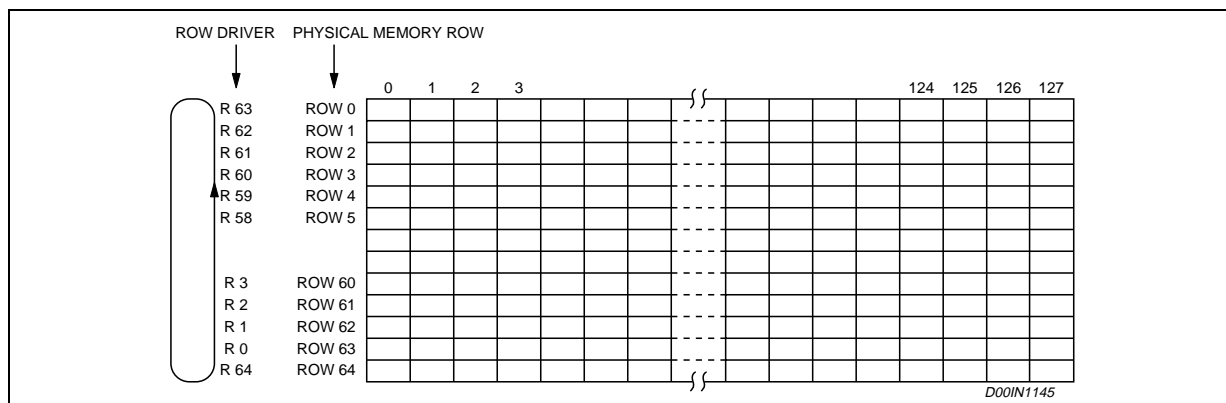 ROW DRIVER PHYSICAL MEMORY ROW
0 1 2 3 124 125 126 127
R 63 ROW 0
R 62 ROW 1
R 61 ROW 2
R 60 ROW 3
R 59 ROW 4
R 58 ROW 5
R 3 ROW 60
R 2 ROW 61
R 1 ROW 62
R 0 ROW 63
R 64 ROW 64
D00IN1145